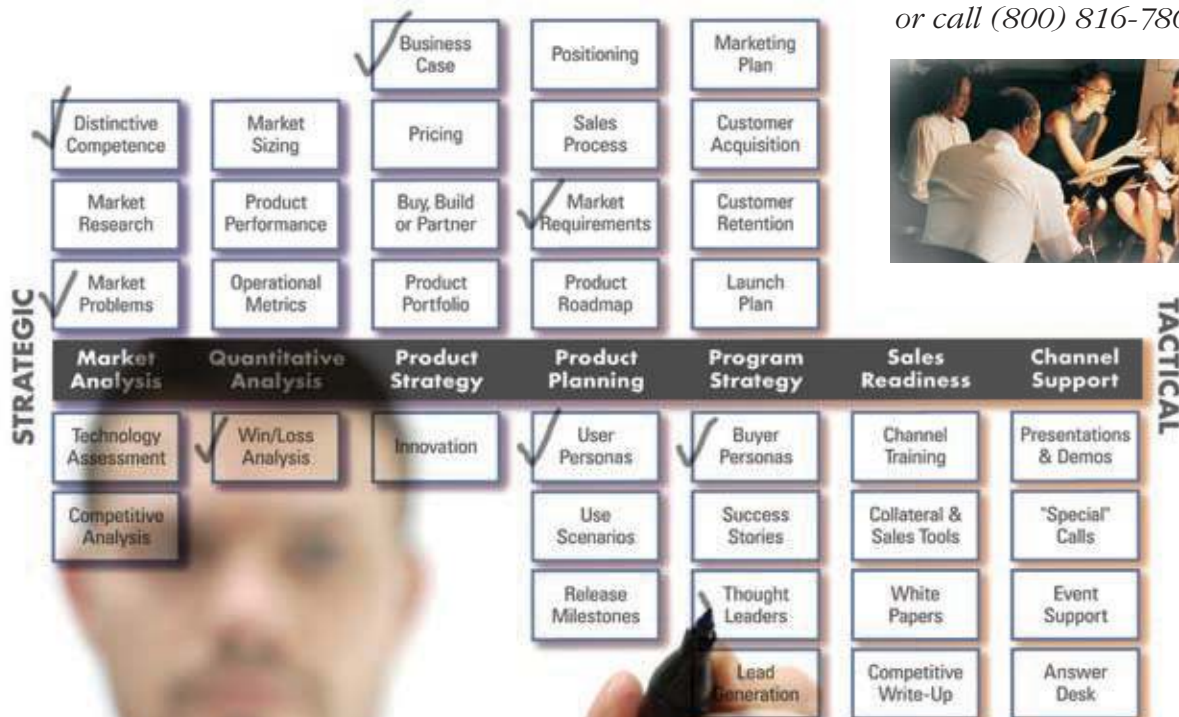 or call (800) 816-78
Business
Case
Positioning
Marketing
Plan
Distinctive
Competence
Market
Sizing
Pricing
Sales
Process
Customer
Acquisition
Market
Research
Product
Performance
Buy, Build
or Partner
Market
Requirements
Customer
Retention
Market
Problems
Operational
Metrics
Product
Portfolio
Product
Roadmap
Launch
Plan
STRATEGIC
TACTICAL
Market
Analysis
Quantitative
Analysis
Product
Strategy
Product
Planning
Program
Strategy
Sales
Readiness
Channel
Support
Technology
Assessment
Win/Loss
Analysis
Innovation
User
Personas
Buyer
Personas
Channel
Training
Presentations
& Demos
Competitive
Analysis
Use
Scenarios
Success
Stories
Collateral &
Sales Tools
"Special"
Calls
Release
Milestones
Thought
Leaders
White
Papers
Event
Support
Lead
Generation
Competitive
Write-Up
Answer
Desk